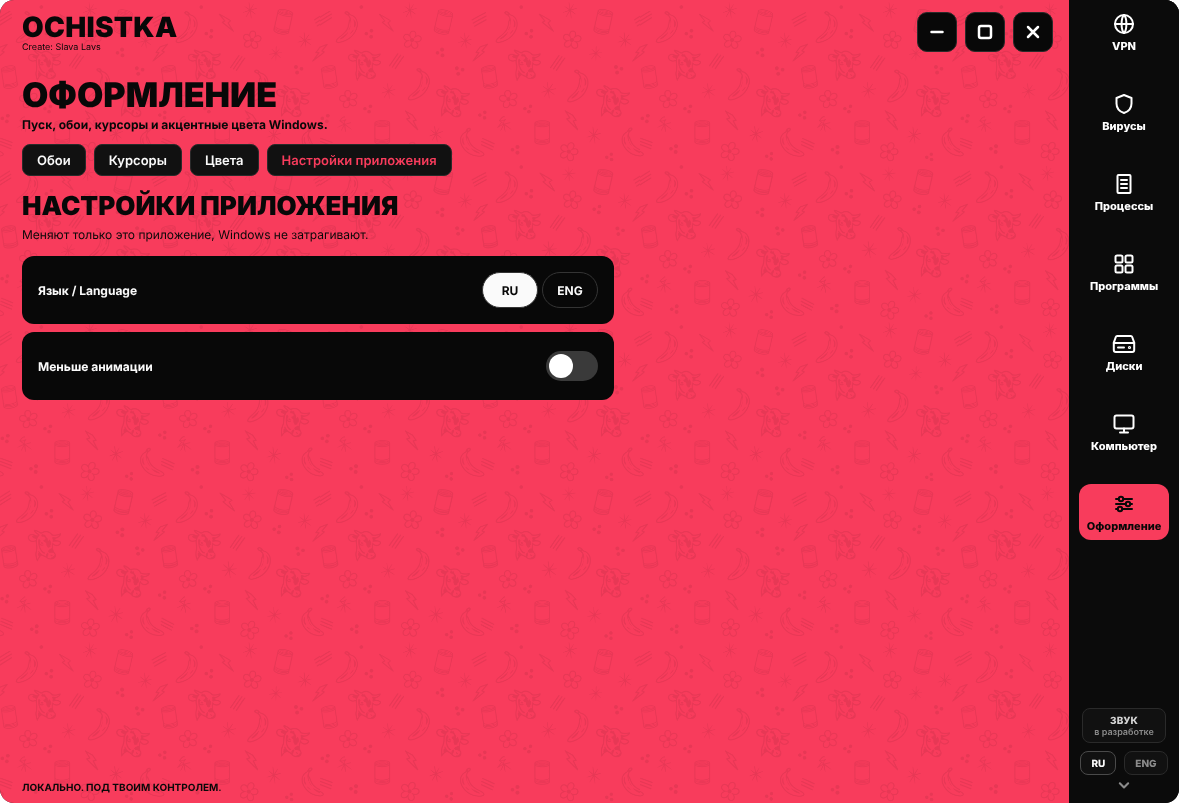 OCHISTKA
Create: Slava Lavs
ОФОРМЛЕНИЕ
Пуск, обои, курсоры и акцентные цвета Windows.
Обои
Курсоры
Цвета
Настройки приложения
НАСТРОЙКИ ПРИЛОЖЕНИЯ
Меняют только это приложение, Windows не затрагивают.
Язык / Language
RU
ENG
Меньше анимации
ЛОКАЛЬНО. ПОД ТВОИМ КОНТРОЛЕМ.
VPN
Вирусы
Процессы
Программы
Диски
Компьютер
Оформление
ЗВУК
в разработке
RU
ENG